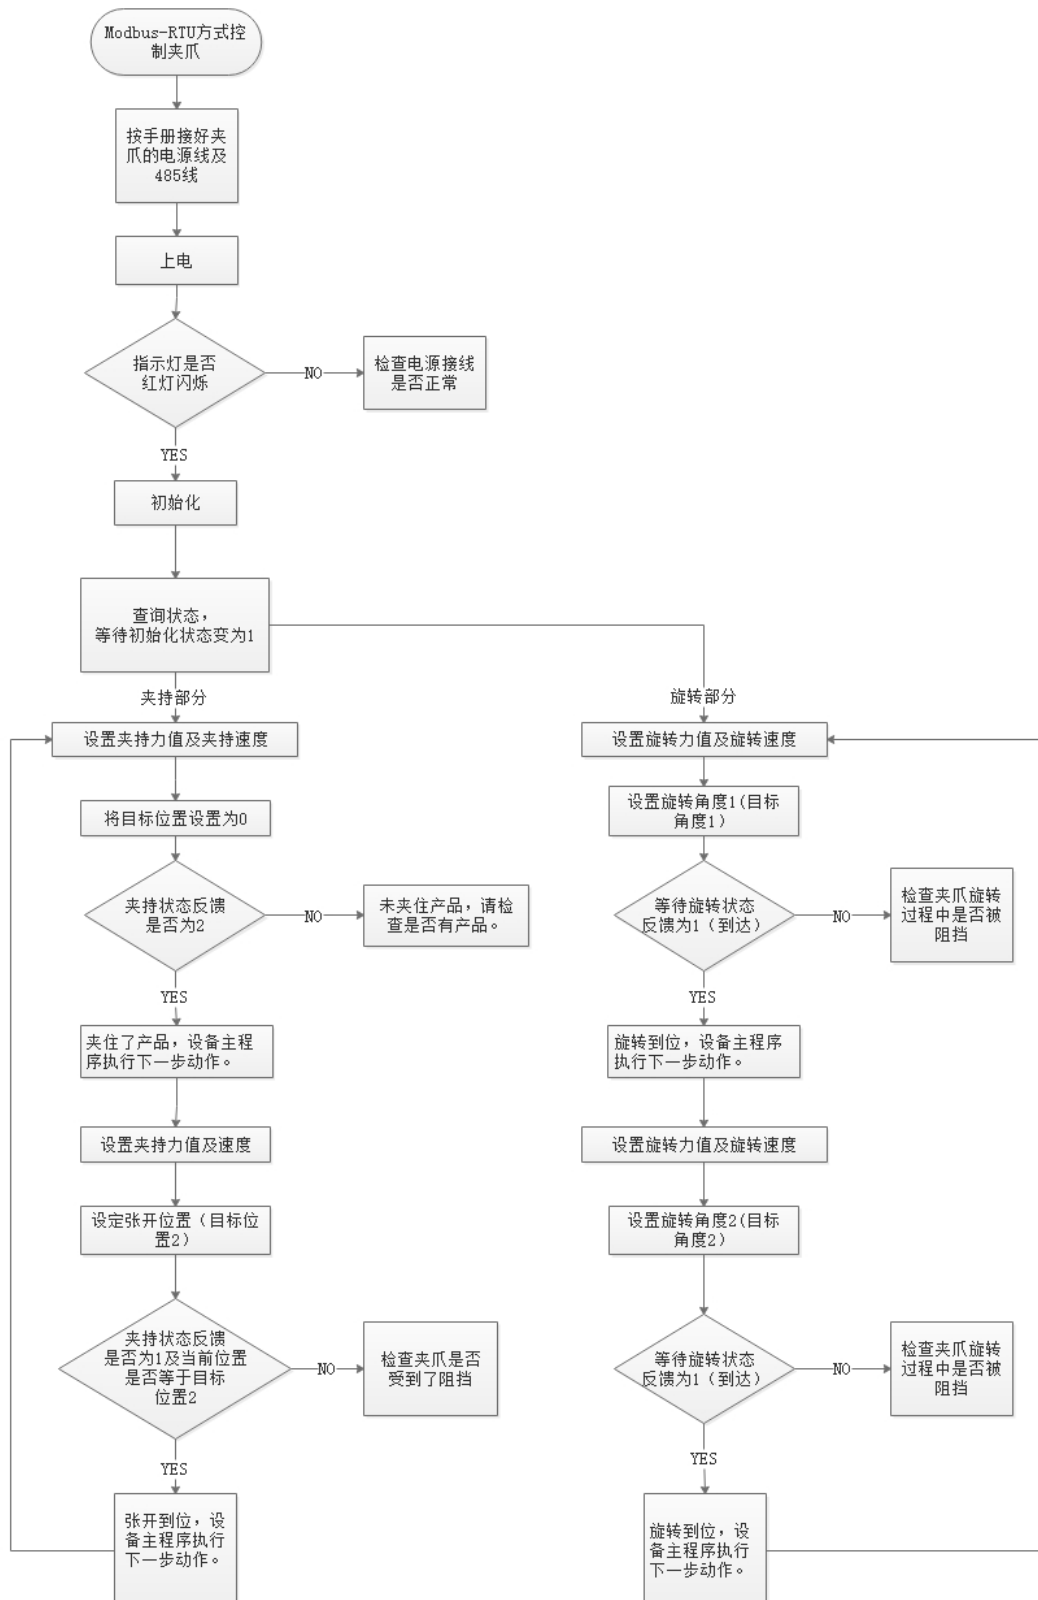 Modbus-RTU方式控
制夹爪
按手册接好夹
爪的电源线及
485线
上电
指示灯是否
红灯闪烁
NO
检查电源接线
是否正常
YES
初始化
查询状态，
等待初始化状态变为1
夹持部分
设置夹持力值及夹持速度
将目标位置设置为0
夹持状态反馈
是否为2
NO
未夹住产品，请检
查是否有产品。
YES
夹住了产品，设备主程
序执行下一步动作。
设置夹持力值及速度
设定张开位置（目标位
置2）
夹持状态反馈
是否为1及当前位置
是否等于目标
位置2
NO
检查夹爪是否
受到了阻挡
YES
张开到位，设
备主程序执行
下一步动作。
旋转部分
设置旋转力值及旋转速度
设置旋转角度1(目标
角度1）
等待旋转状态
反馈为1（到达）
NO
检查夹爪旋转
过程中是否被
阻挡
YES
旋转到位，设备主程序
执行下一步动作。
设置旋转力值及旋转速度
设置旋转角度2(目标
角度2）
等待旋转状态
反馈为1（到达）
NO
检查夹爪旋转
过程中是否被
阻挡
YES
旋转到位，设
备主程序执行
下一步动作。